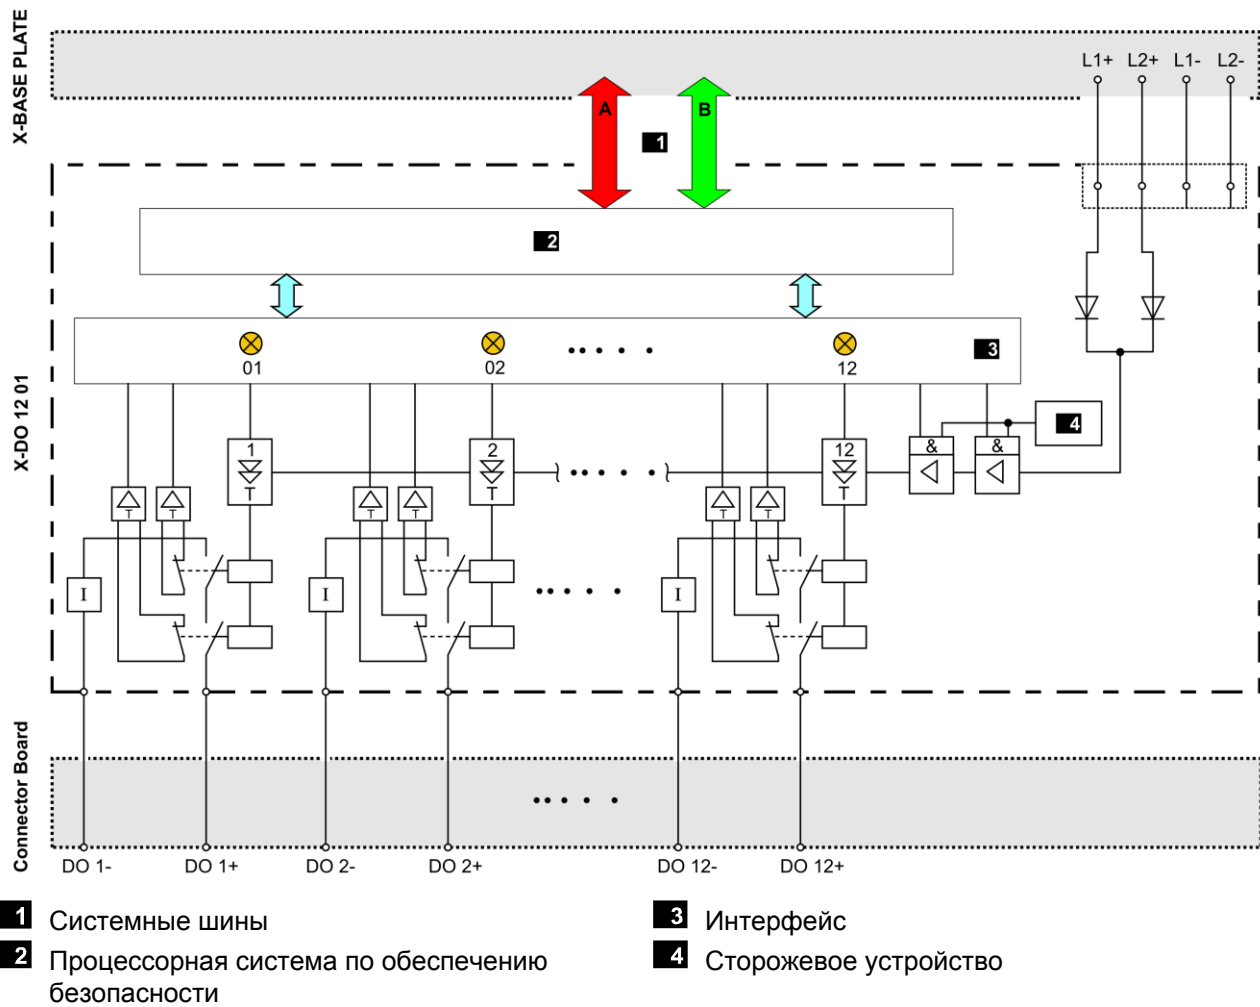 X-BASE PLATE
L1+ L2+ L1- L2-
A
B
1
2
X-DO 12 01
01
02
12
3
4
1
2
12
&
&
T
T
T
T
T
T
T
T
T
I
I
I
Connector Board
DO 1- DO 1+ DO 2- DO 2+ DO 12- DO 12+
1 Системные шины
3 Интерфейс
2 Процессорная система по обеспечению
безопасности
4 Сторожевое устройство